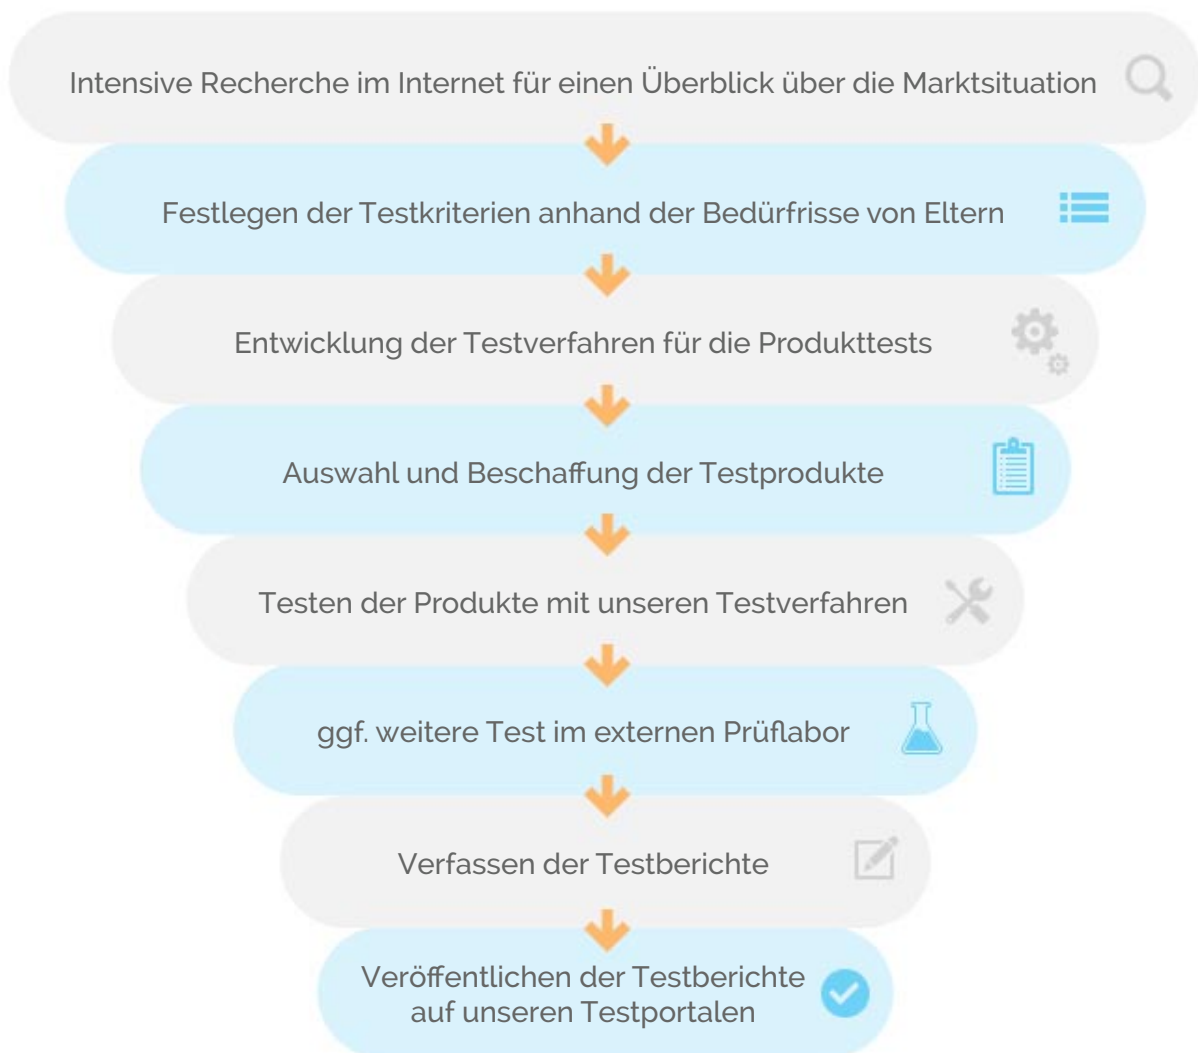 Intensive Recherche im Internet für einen Überblick über die Marktsituation
Festlegen der Testkriterien anhand der Bedürfrisse von Eltern
Entwicklung der Testverfahren für die Produkttests
Auswahl und Beschaffung der Testprodukte
Testen der Produkte mit unseren Testverfahren
ggf. weitere Test im externen Prüflabor
Verfassen der Testberichte
Veröffentlichen der Testberichte
auf unseren Testportalen